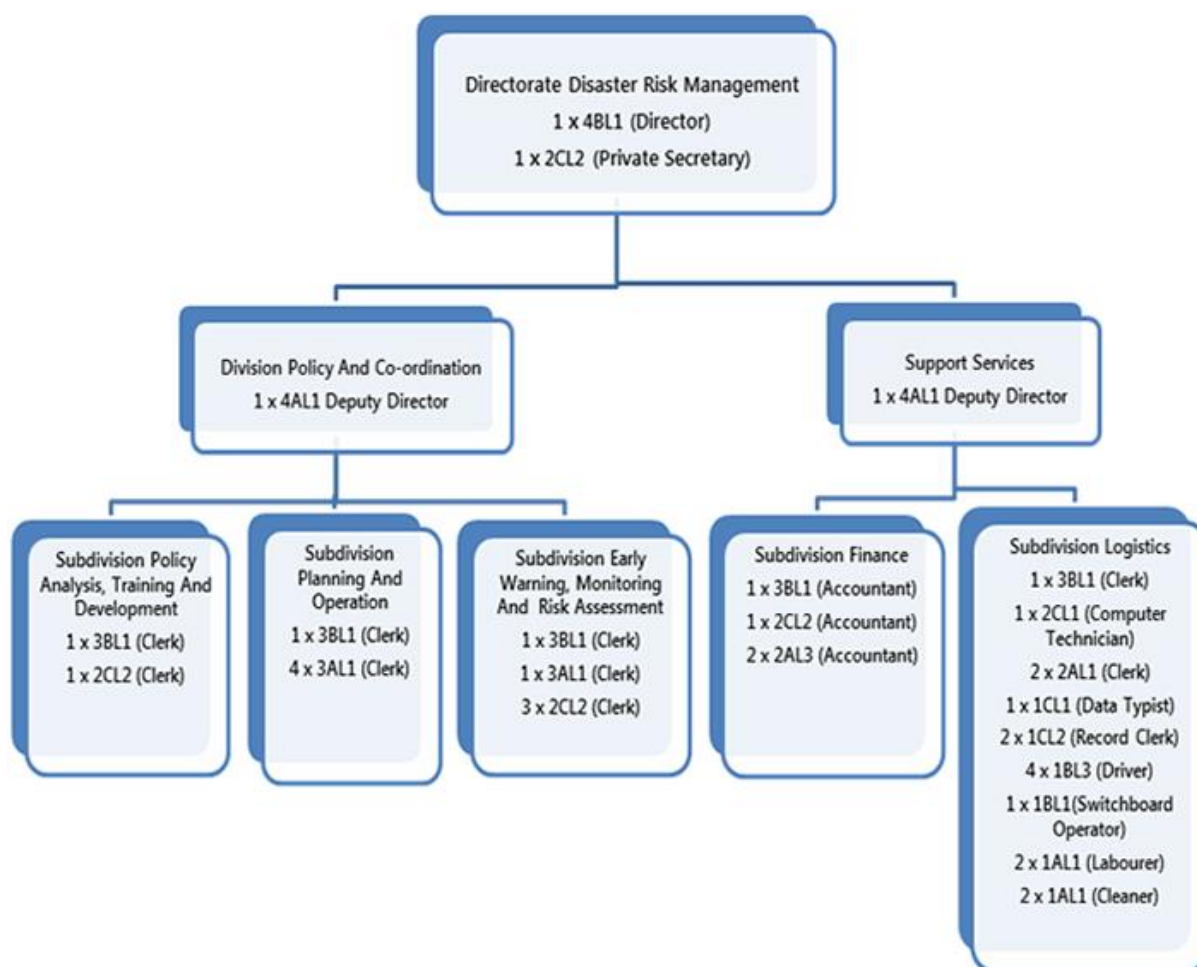 Directorate Disaster Risk Management
1 x 4BL1 (Director)
1 x 2CL2 (Private Secretary)
Division Policy And Co-ordination
1 x 4AL1 Deputy Director
Support Services
1 x 4AL1 Deputy Director
Subdivision Policy
Analysis, Training And
Development
1 x 3BL1 (Clerk)
1 x 2CL2 (Clerk)
Subdivision
Planning And
Operation
1 x 3BL1 (Clerk)
4 x 3AL1 (Clerk)
Subdivision Early
Warning, Monitoring
And Risk Assessment
1 x 3BL1 (Clerk)
1 x 3AL1 (Clerk)
3 x 2CL2 (Clerk)
Subdivision Finance
1 x 3BL1 (Accountant)
1 x 2CL2 (Accountant)
2 x 2AL3 (Accountant)
Subdivision Logistics
1 x 3BL1 (Clerk)
1 x 2CL1 (Computer
Technician)
2 x 2AL1 (Clerk)
1 x 1CL1 (Data Typist)
2 x 1CL2 (Record Clerk)
4 x 1BL3 (Driver)
1 x 1BL1(Switchboard
Operator)
2 x 1AL1 (Labourer)
2 x 1AL1 (Cleaner)